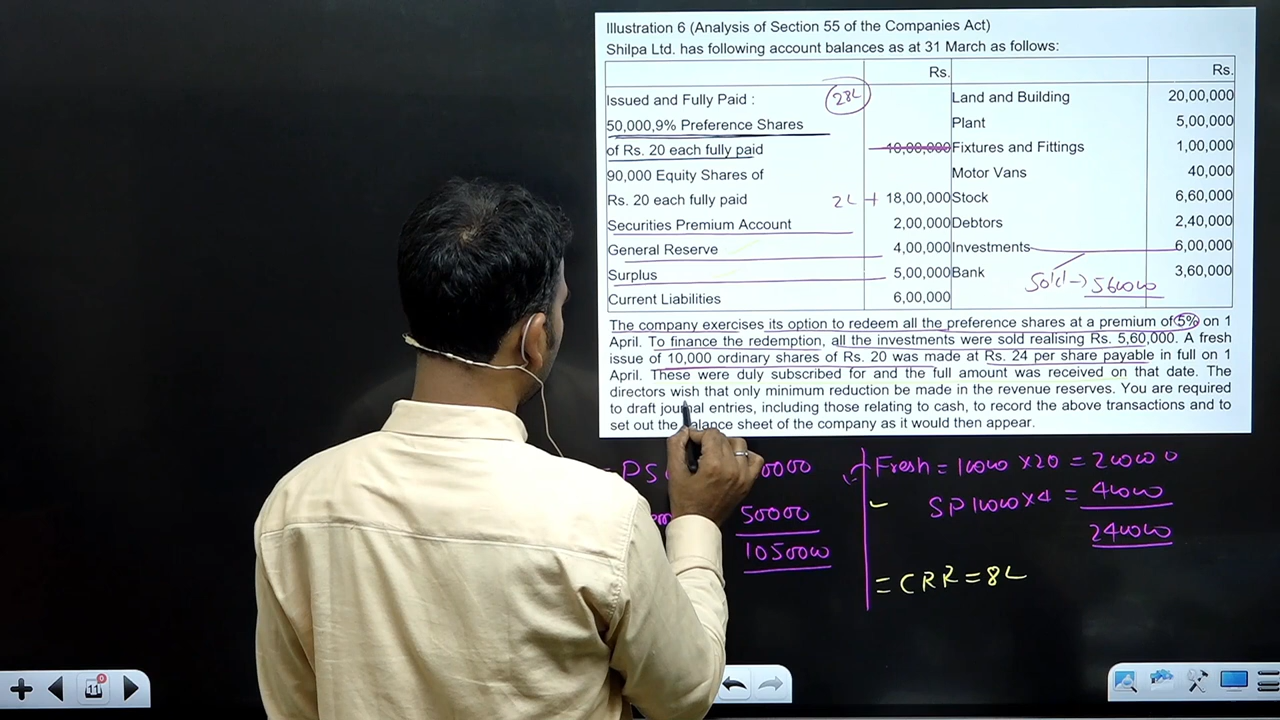 Illustration 6 (Analysis of Section 55 of the Companies Act)
Shilpa Ltd. has following account balances as at 31 March as follows:
Rs. Rs.
Issued and Fully Paid : 28L Land and Building 20,00,000
50,000,9% Preference Shares Plant 5,00,000
of Rs. 20 each fully paid 10,00,000 Fixtures and Fittings 1,00,000
90,000 Equity Shares of Motor Vans 40,000
Rs. 20 each fully paid 2L + 18,00,000 Stock 6,60,000
Securities Premium Account 2,00,000 Debtors 2,40,000
General Reserve 4,00,000 Investments 6,00,000
Surplus 5,00,000 Bank 3,60,000
Sold → 560000
Current Liabilities 6,00,000
The company exercises its option to redeem all the preference shares at a premium of 5% on 1
April. To finance the redemption, all the investments were sold realising Rs. 5,60,000. A fresh
issue of 10,000 ordinary shares of Rs. 20 was made at Rs. 24 per share payable in full on 1
April. These were duly subscribed for and the full amount was received on that date. The
directors wish that only minimum reduction be made in the revenue reserves. You are required
to draft journal entries, including those relating to cash, to record the above transactions and to
set out the balance sheet of the company as it would then appear.
= PS 0000
50000
1050000
Fresh = 10000 x 20 = 200000
SP 10000 x 4 = 40000
240000
= CRR = 8L
11